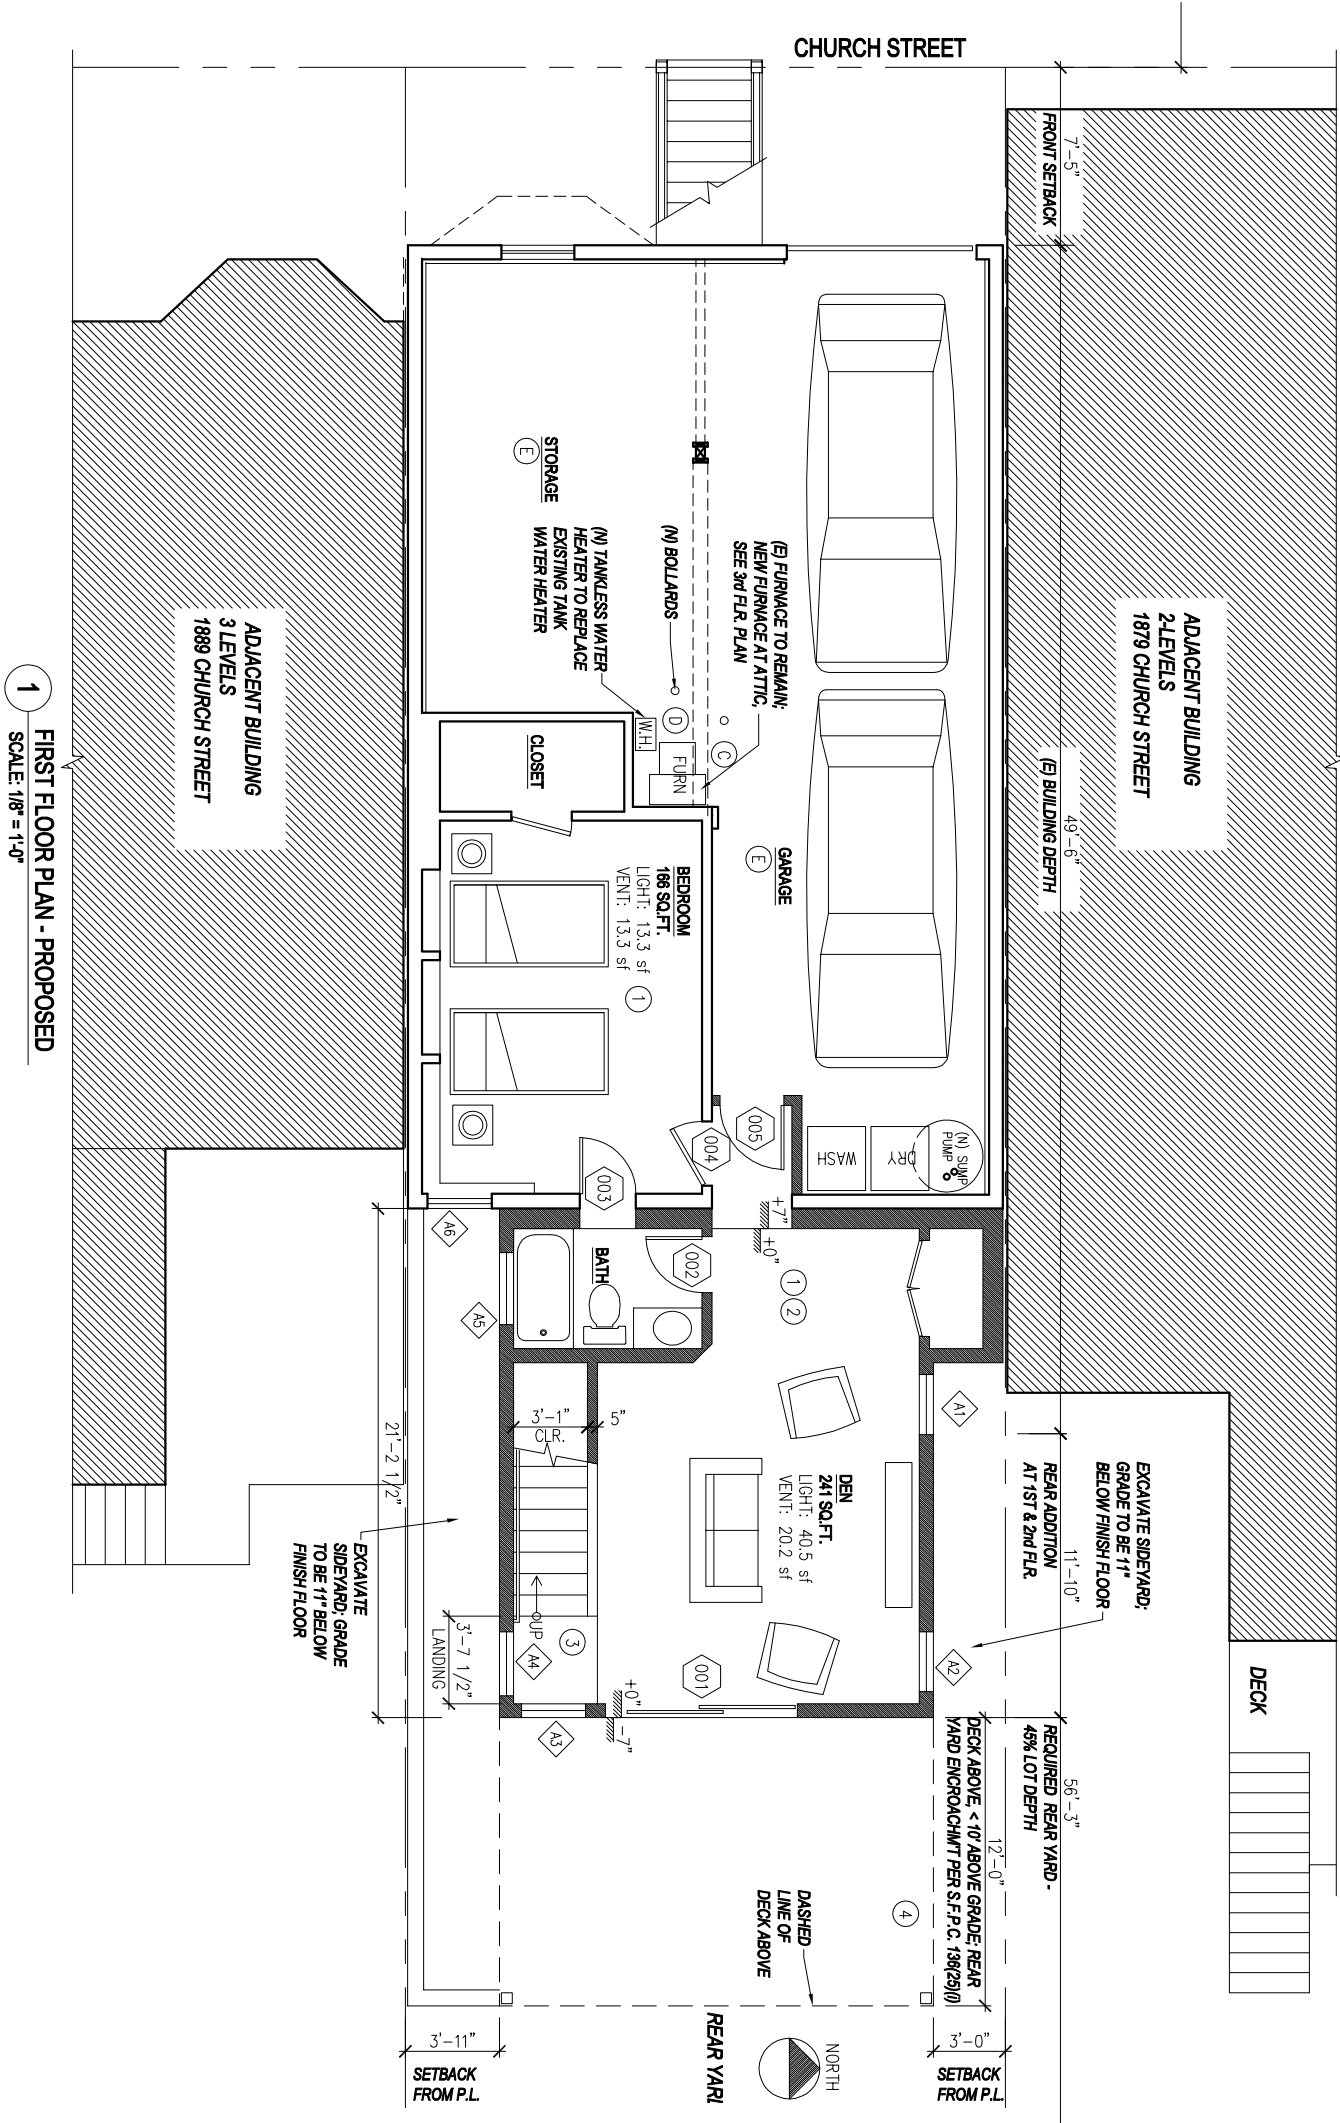 CHURCH STREET
7'-5"
FRONT SETBACK
ADJACENT BUILDING
2-LEVELS
1879 CHURCH STREET
49'-6"
(E) BUILDING DEPTH
(E) FURNACE TO REMAIN;
NEW FURNACE AT ATTIC,
SEE 3rd FLR. PLAN
(N) BOLLARDS
(N) TANKLESS WATER
HEATER TO REPLACE
EXISTING TANK
WATER HEATER
STORAGE
E
D
C
W.H.
FURN
GARAGE
E
CLOSET
BEDROOM
166 SQ.FT.
LIGHT: 13.3 sf
VENT: 13.3 sf
1
ADJACENT BUILDING
3 LEVELS
1889 CHURCH STREET
005
004
003
002
WASH
DRY
(N) SUMP
PUMP
+7"
+0"
BATH
1
2
A6
A5
A1
3'-1"
CLR.
5"
DEN
241 SQ.FT.
LIGHT: 40.5 sf
VENT: 20.2 sf
21'-2 1/2"
EXCAVATE
SIDEYARD; GRADE
TO BE 11" BELOW
FINISH FLOOR
EXCAVATE SIDEYARD;
GRADE TO BE 11"
BELOW FINISH FLOOR
11'-10"
REAR ADDITION
AT 1ST & 2nd FLR.
UP
3
A4
A2
3'-7 1/2"
LANDING
001
+0"
-7"
A3
DECK
56'-3"
REQUIRED REAR YARD -
45% LOT DEPTH
12'-0"
DECK ABOVE, < 10' ABOVE GRADE; REAR
YARD ENCROACHM'T PER S.F.P.C. 136(25)(i)
4
DASHED
LINE OF
DECK ABOVE
REAR YAR
NORTH
3'-11"
SETBACK
FROM P.L.
3'-0"
SETBACK
FROM P.L.
1
FIRST FLOOR PLAN - PROPOSED
SCALE: 1/8" = 1'-0"